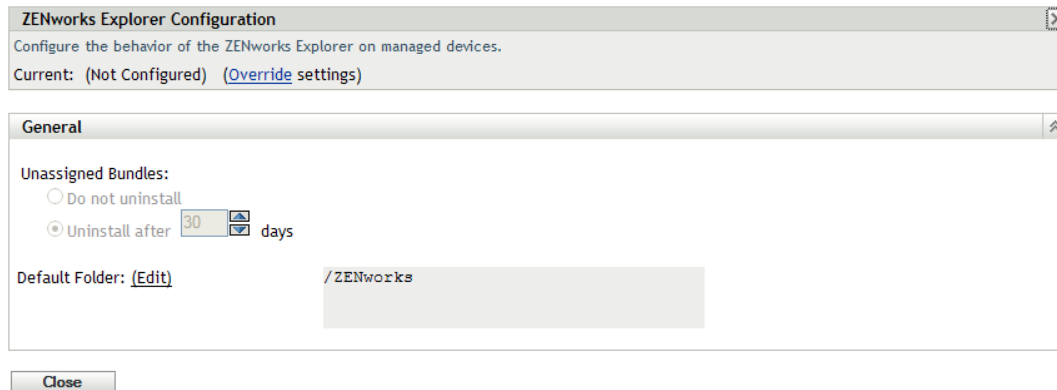 ZENworks Explorer Configuration
Configure the behavior of the ZENworks Explorer on managed devices.
Current: (Not Configured) (Override settings)
General
Unassigned Bundles:
Do not uninstall
Uninstall after 30 days
Default Folder: (Edit) /ZENworks
Close